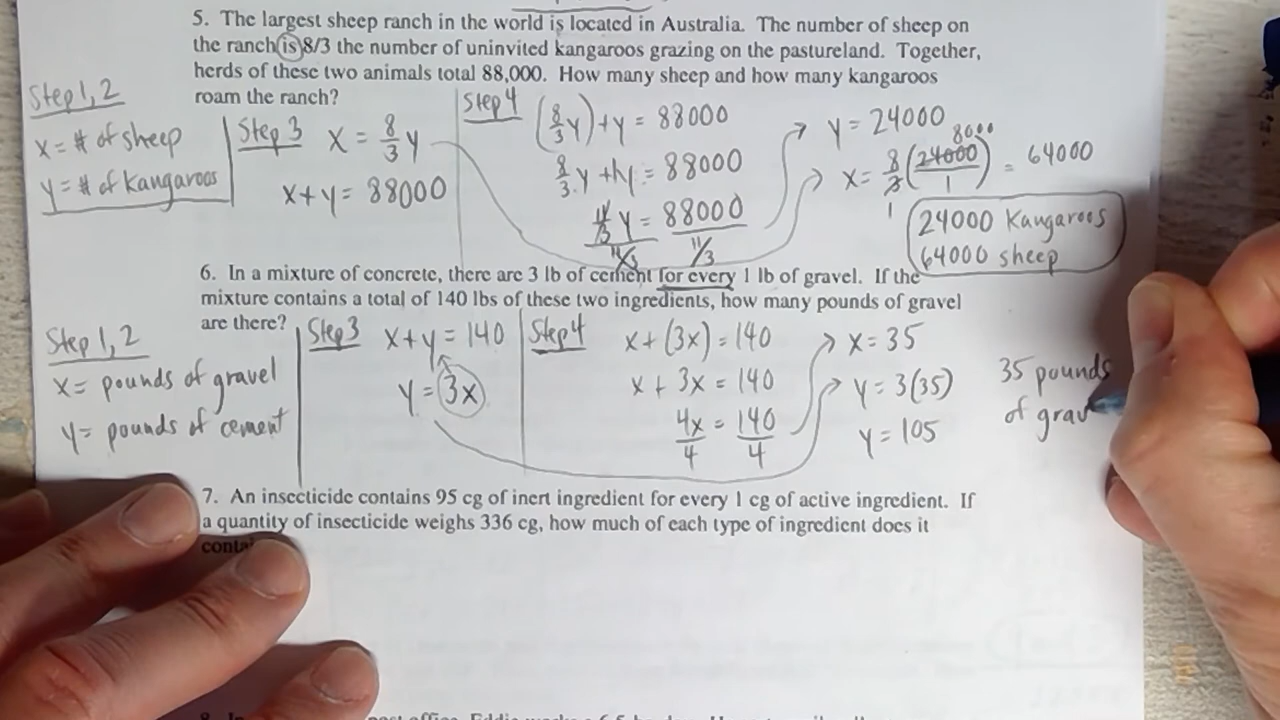 5. The largest sheep ranch in the world is located in Australia. The number of sheep on
the ranch is 8/3 the number of uninvited kangaroos grazing on the pastureland. Together,
herds of these two animals total 88,000. How many sheep and how many kangaroos
roam the ranch?
Step 1, 2
x = # of sheep
y = # of Kangaroos
Step 3
x = 8/3 y
x + y = 88000
Step 4
(8/3 y) + y = 88000
8/3 y + 1y = 88000
11/3 y = 88000
11/3 11/3
y = 24000
8000
x = 8/3 (24000/1) = 64000
1
24000 Kangaroos
64000 sheep
6. In a mixture of concrete, there are 3 lb of cement for every 1 lb of gravel. If the
mixture contains a total of 140 lbs of these two ingredients, how many pounds of gravel
are there?
Step 1, 2
x = pounds of gravel
y = pounds of cement
Step 3
x + y = 140
y = 3x
Step 4
x + (3x) = 140
x + 3x = 140
4x = 140
4 4
x = 35
y = 3(35)
y = 105
35 pounds
of grav
7. An insecticide contains 95 cg of inert ingredient for every 1 cg of active ingredient. If
a quantity of insecticide weighs 336 cg, how much of each type of ingredient does it
conta